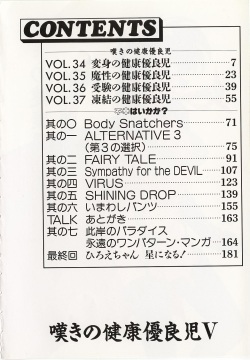 CONTENTS
嘆きの健康優良児
VOL.34 変身の健康優良児 7
VOL.35 魔性の健康優良児 23
VOL.36 受験の健康優良児 39
VOL.37 凍結の健康優良児 55
はいかが?
其の〇 Body Snatchers 71
其の一 ALTERNATIVE 3
(第3の選択) 75
其の二 FAIRY TALE 91
其の三 Sympathy for the DEVIL 107
其の四 VIRUS 123
其の五 SHINING DROP 139
其の六 いまわしパンツ 155
TALK あとがき 163
其の七 此岸のパラダイス
永遠のワンパターン・マンガ 164
最終回 ひろえちゃん 星になる! 181
嘆きの健康優良児V